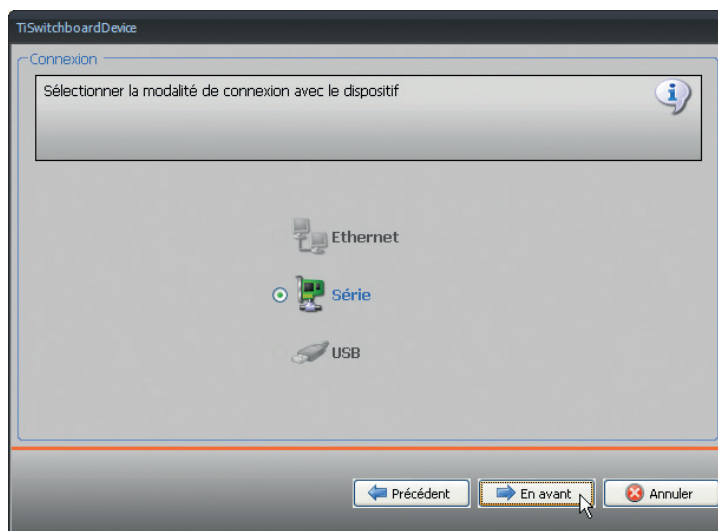 TiSwitchboardDevice
Connexion
Sélectionner la modalité de connexion avec le dispositif
Ethernet
Série
USB
Précédent
En avant
Annuler